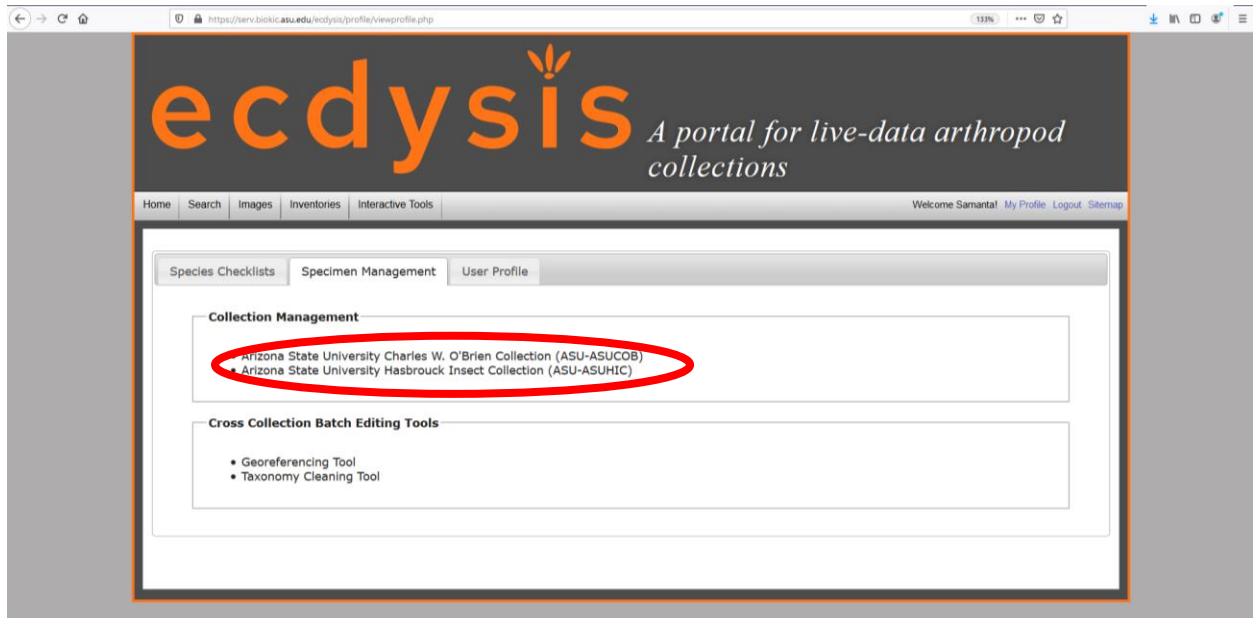 https://serv.biokic.asu.edu/ecdysis/profile/viewprofile.php
133%
ecdysis
A portal for live-data arthropod
collections
Home Search Images Inventories Interactive Tools
Welcome Samanta! My Profile Logout Sitemap
Species Checklists Specimen Management User Profile
Collection Management
Arizona State University Charles W. O'Brien Collection (ASU-ASUCOB)
• Arizona State University Hasbrouck Insect Collection (ASU-ASUHIC)
Cross Collection Batch Editing Tools
• Georeferencing Tool
• Taxonomy Cleaning Tool